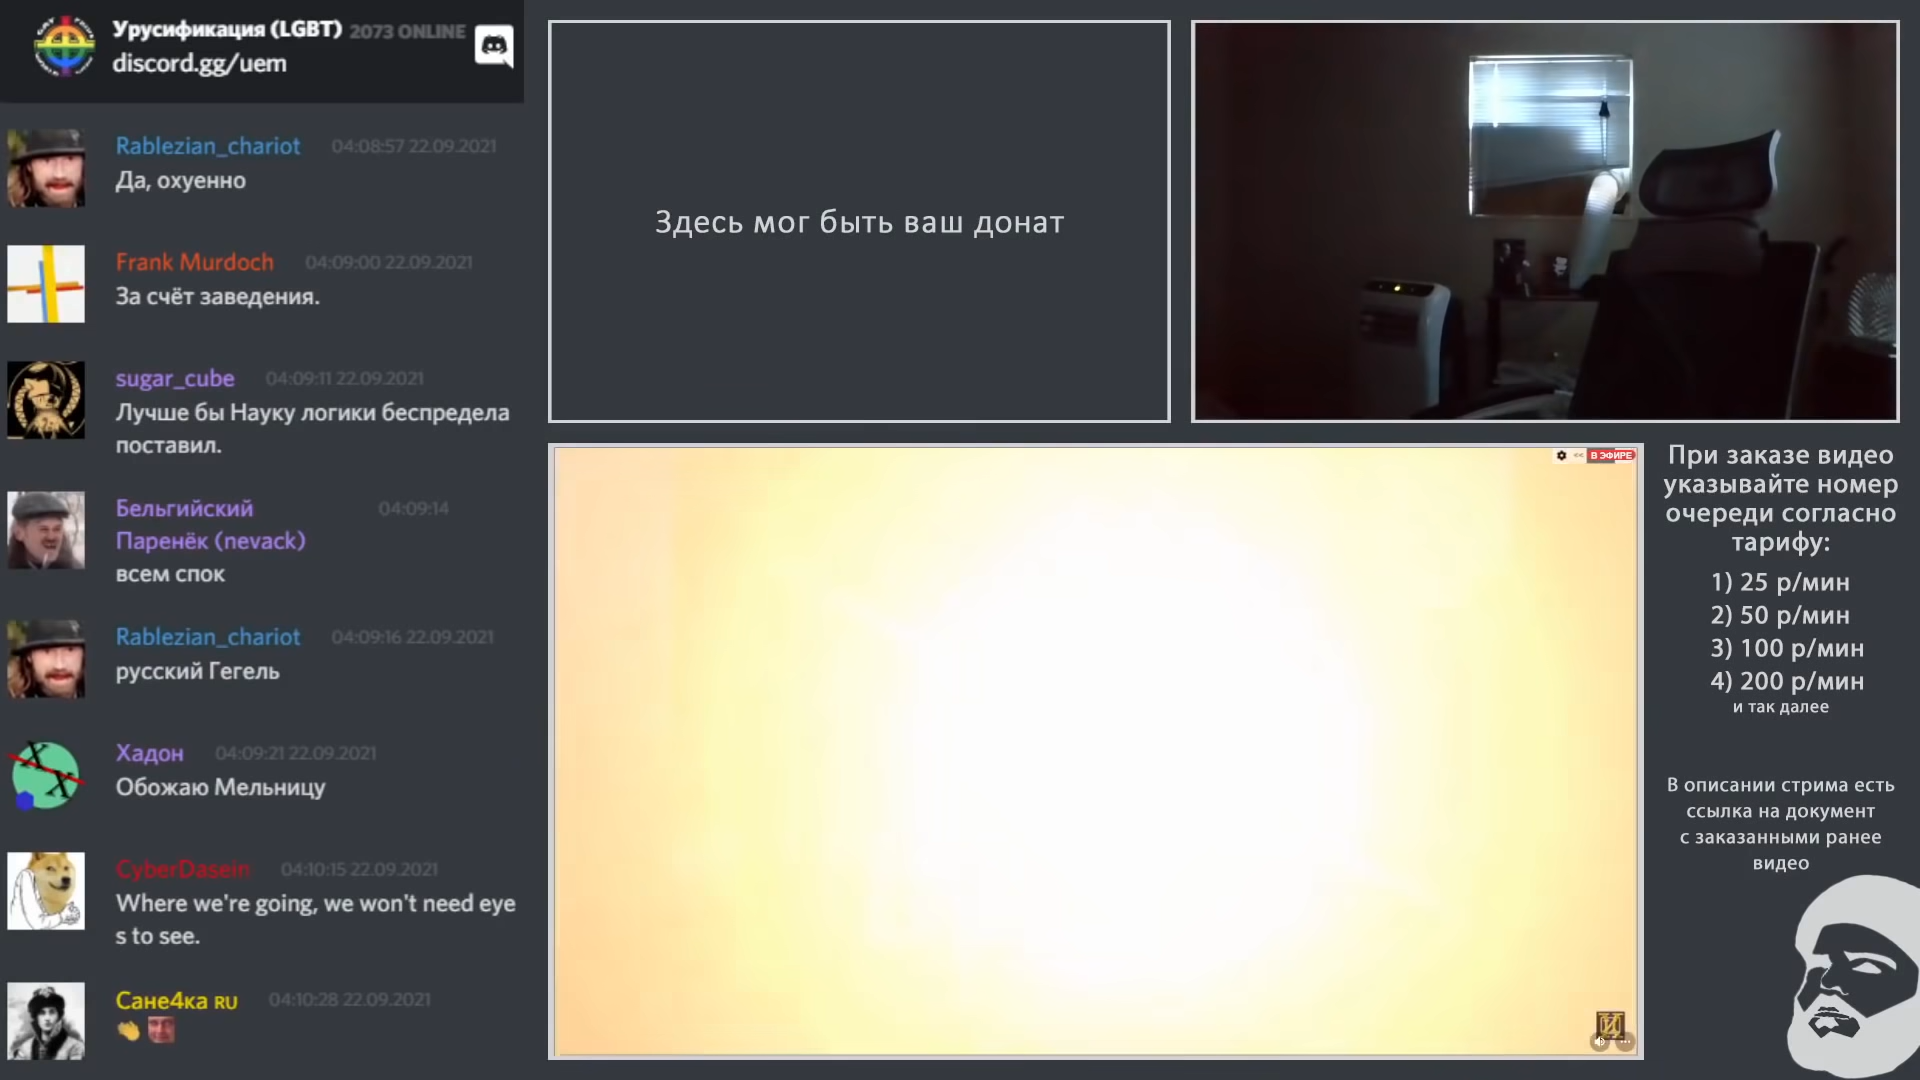 Урусификация (LGBT) 2073 ONLINE
discord.gg/uem
Rablezian_chariot 04:08:57 22.09.2021
Да, охуенно
Frank Murdoch 04:09:00 22.09.2021
За счёт заведения.
sugar_cube 04:09:11 22.09.2021
Лучше бы Науку логики беспредела
поставил.
Бельгийский 04:09:14
Паренёк (nevack)
всем спок
Rablezian_chariot 04:09:16 22.09.2021
русский Гегель
Хадон 04:09:21 22.09.2021
Обожаю Мельницу
CyberDasein 04:10:15 22.09.2021
Where we're going, we won't need eye
s to see.
Сане4ка RU 04:10:28 22.09.2021
Здесь мог быть ваш донат
<< В ЭФИРЕ
При заказе видео
указывайте номер
очереди согласно
тарифу:
1) 25 р/мин
2) 50 р/мин
3) 100 р/мин
4) 200 р/мин
и так далее
В описании стрима есть
ссылка на документ
с заказанными ранее
видео